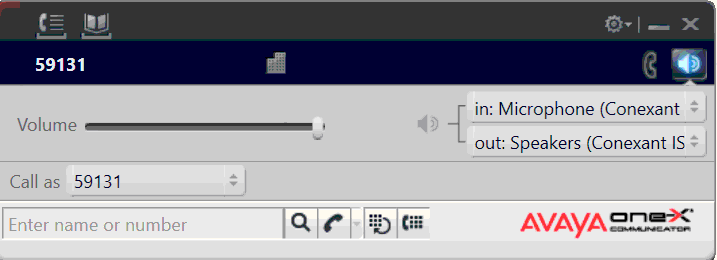 59131
Volume
in: Microphone (Conexant
out: Speakers (Conexant IS
Call as 59131
Enter name or number
AVAYA one-X
COMMUNICATOR